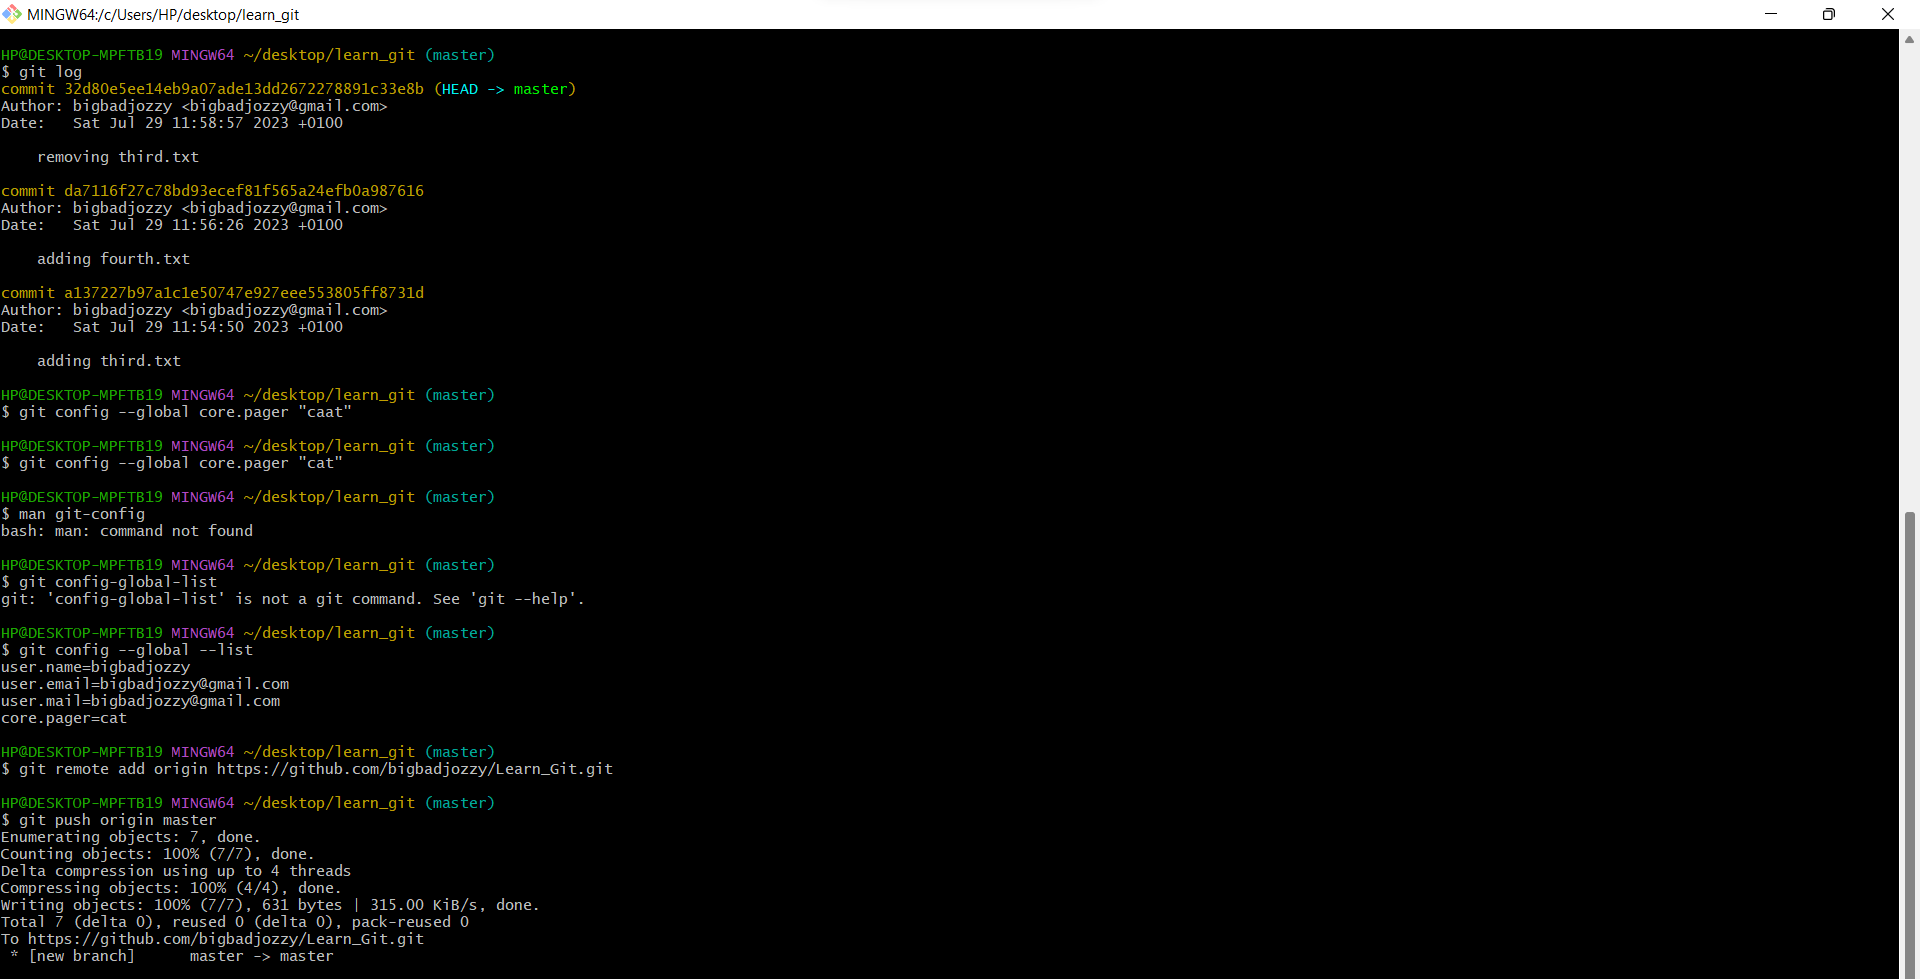 MINGW64:/c/Users/HP/desktop/learn_git
HP@DESKTOP-MPFTB19 MINGW64 ~/desktop/learn_git (master)
$ git log
commit 32d80e5ee14eb9a07ade13dd2672278891c33e8b (HEAD -> master)
Author: bigbadjozzy <bigbadjozzy@gmail.com>
Date:   Sat Jul 29 11:58:57 2023 +0100
    removing third.txt
commit da7116f27c78bd93ecef81f565a24efb0a987616
Author: bigbadjozzy <bigbadjozzy@gmail.com>
Date:   Sat Jul 29 11:56:26 2023 +0100
    adding fourth.txt
commit a137227b97a1c1e50747e927eee553805ff8731d
Author: bigbadjozzy <bigbadjozzy@gmail.com>
Date:   Sat Jul 29 11:54:50 2023 +0100
    adding third.txt
HP@DESKTOP-MPFTB19 MINGW64 ~/desktop/learn_git (master)
$ git config --global core.pager "caat"
HP@DESKTOP-MPFTB19 MINGW64 ~/desktop/learn_git (master)
$ git config --global core.pager "cat"
HP@DESKTOP-MPFTB19 MINGW64 ~/desktop/learn_git (master)
$ man git-config
bash: man: command not found
HP@DESKTOP-MPFTB19 MINGW64 ~/desktop/learn_git (master)
$ git config-global-list
git: 'config-global-list' is not a git command. See 'git --help'.
HP@DESKTOP-MPFTB19 MINGW64 ~/desktop/learn_git (master)
$ git config --global --list
user.name=bigbadjozzy
user.email=bigbadjozzy@gmail.com
user.mail=bigbadjozzy@gmail.com
core.pager=cat
HP@DESKTOP-MPFTB19 MINGW64 ~/desktop/learn_git (master)
$ git remote add origin https://github.com/bigbadjozzy/Learn_Git.git
HP@DESKTOP-MPFTB19 MINGW64 ~/desktop/learn_git (master)
$ git push origin master
Enumerating objects: 7, done.
Counting objects: 100% (7/7), done.
Delta compression using up to 4 threads
Compressing objects: 100% (4/4), done.
Writing objects: 100% (7/7), 631 bytes | 315.00 KiB/s, done.
Total 7 (delta 0), reused 0 (delta 0), pack-reused 0
To https://github.com/bigbadjozzy/Learn_Git.git
 * [new branch]      master -> master